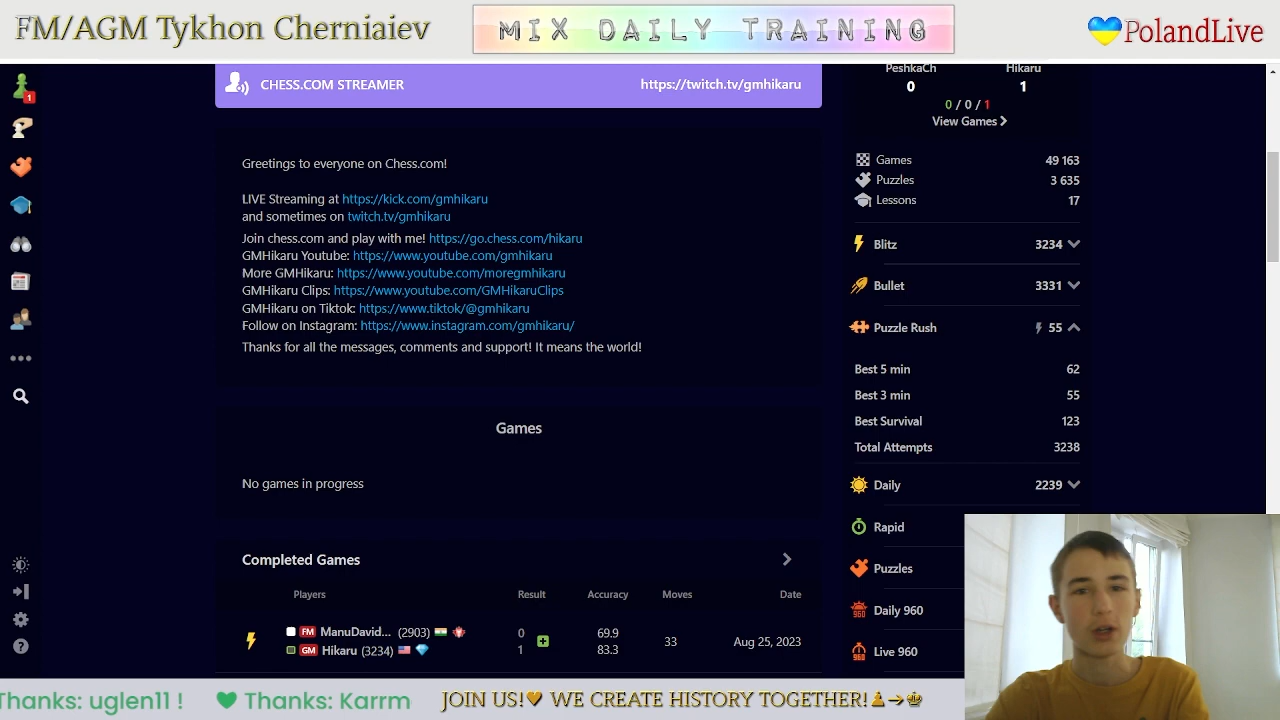 FM/AGM Tykhon Cherniaiev
MIX DAILY TRAINING
PolandLive
1
CHESS.COM STREAMER
https://twitch.tv/gmhikaru
Greetings to everyone on Chess.com!
LIVE Streaming at https://kick.com/gmhikaru
and sometimes on twitch.tv/gmhikaru
Join chess.com and play with me! https://go.chess.com/hikaru
GMHikaru Youtube: https://www.youtube.com/gmhikaru
More GMHikaru: https://www.youtube.com/moregmhikaru
GMHikaru Clips: https://www.youtube.com/GMHikaruClips
GMHikaru on Tiktok: https://www.tiktok/@gmhikaru
Follow on Instagram: https://www.instagram.com/gmhikaru/
Thanks for all the messages, comments and support! It means the world!
Games
No games in progress
Completed Games
Players Result Accuracy Moves Date
FM ManuDavid... (2903) 0 69.9
GM Hikaru (3234) 1 83.3
33 Aug 25, 2023
PeshkaCh Hikaru
0 1
0 / 0 / 1
View Games
Games 49 163
Puzzles 3 635
Lessons 17
Blitz 3234
Bullet 3331
Puzzle Rush 55
Best 5 min 62
Best 3 min 55
Best Survival 123
Total Attempts 3238
Daily 2239
Rapid
Puzzles
960 Daily 960
960 Live 960
Thanks: uglen11 !
Thanks: Karrm
JOIN US! WE CREATE HISTORY TOGETHER!